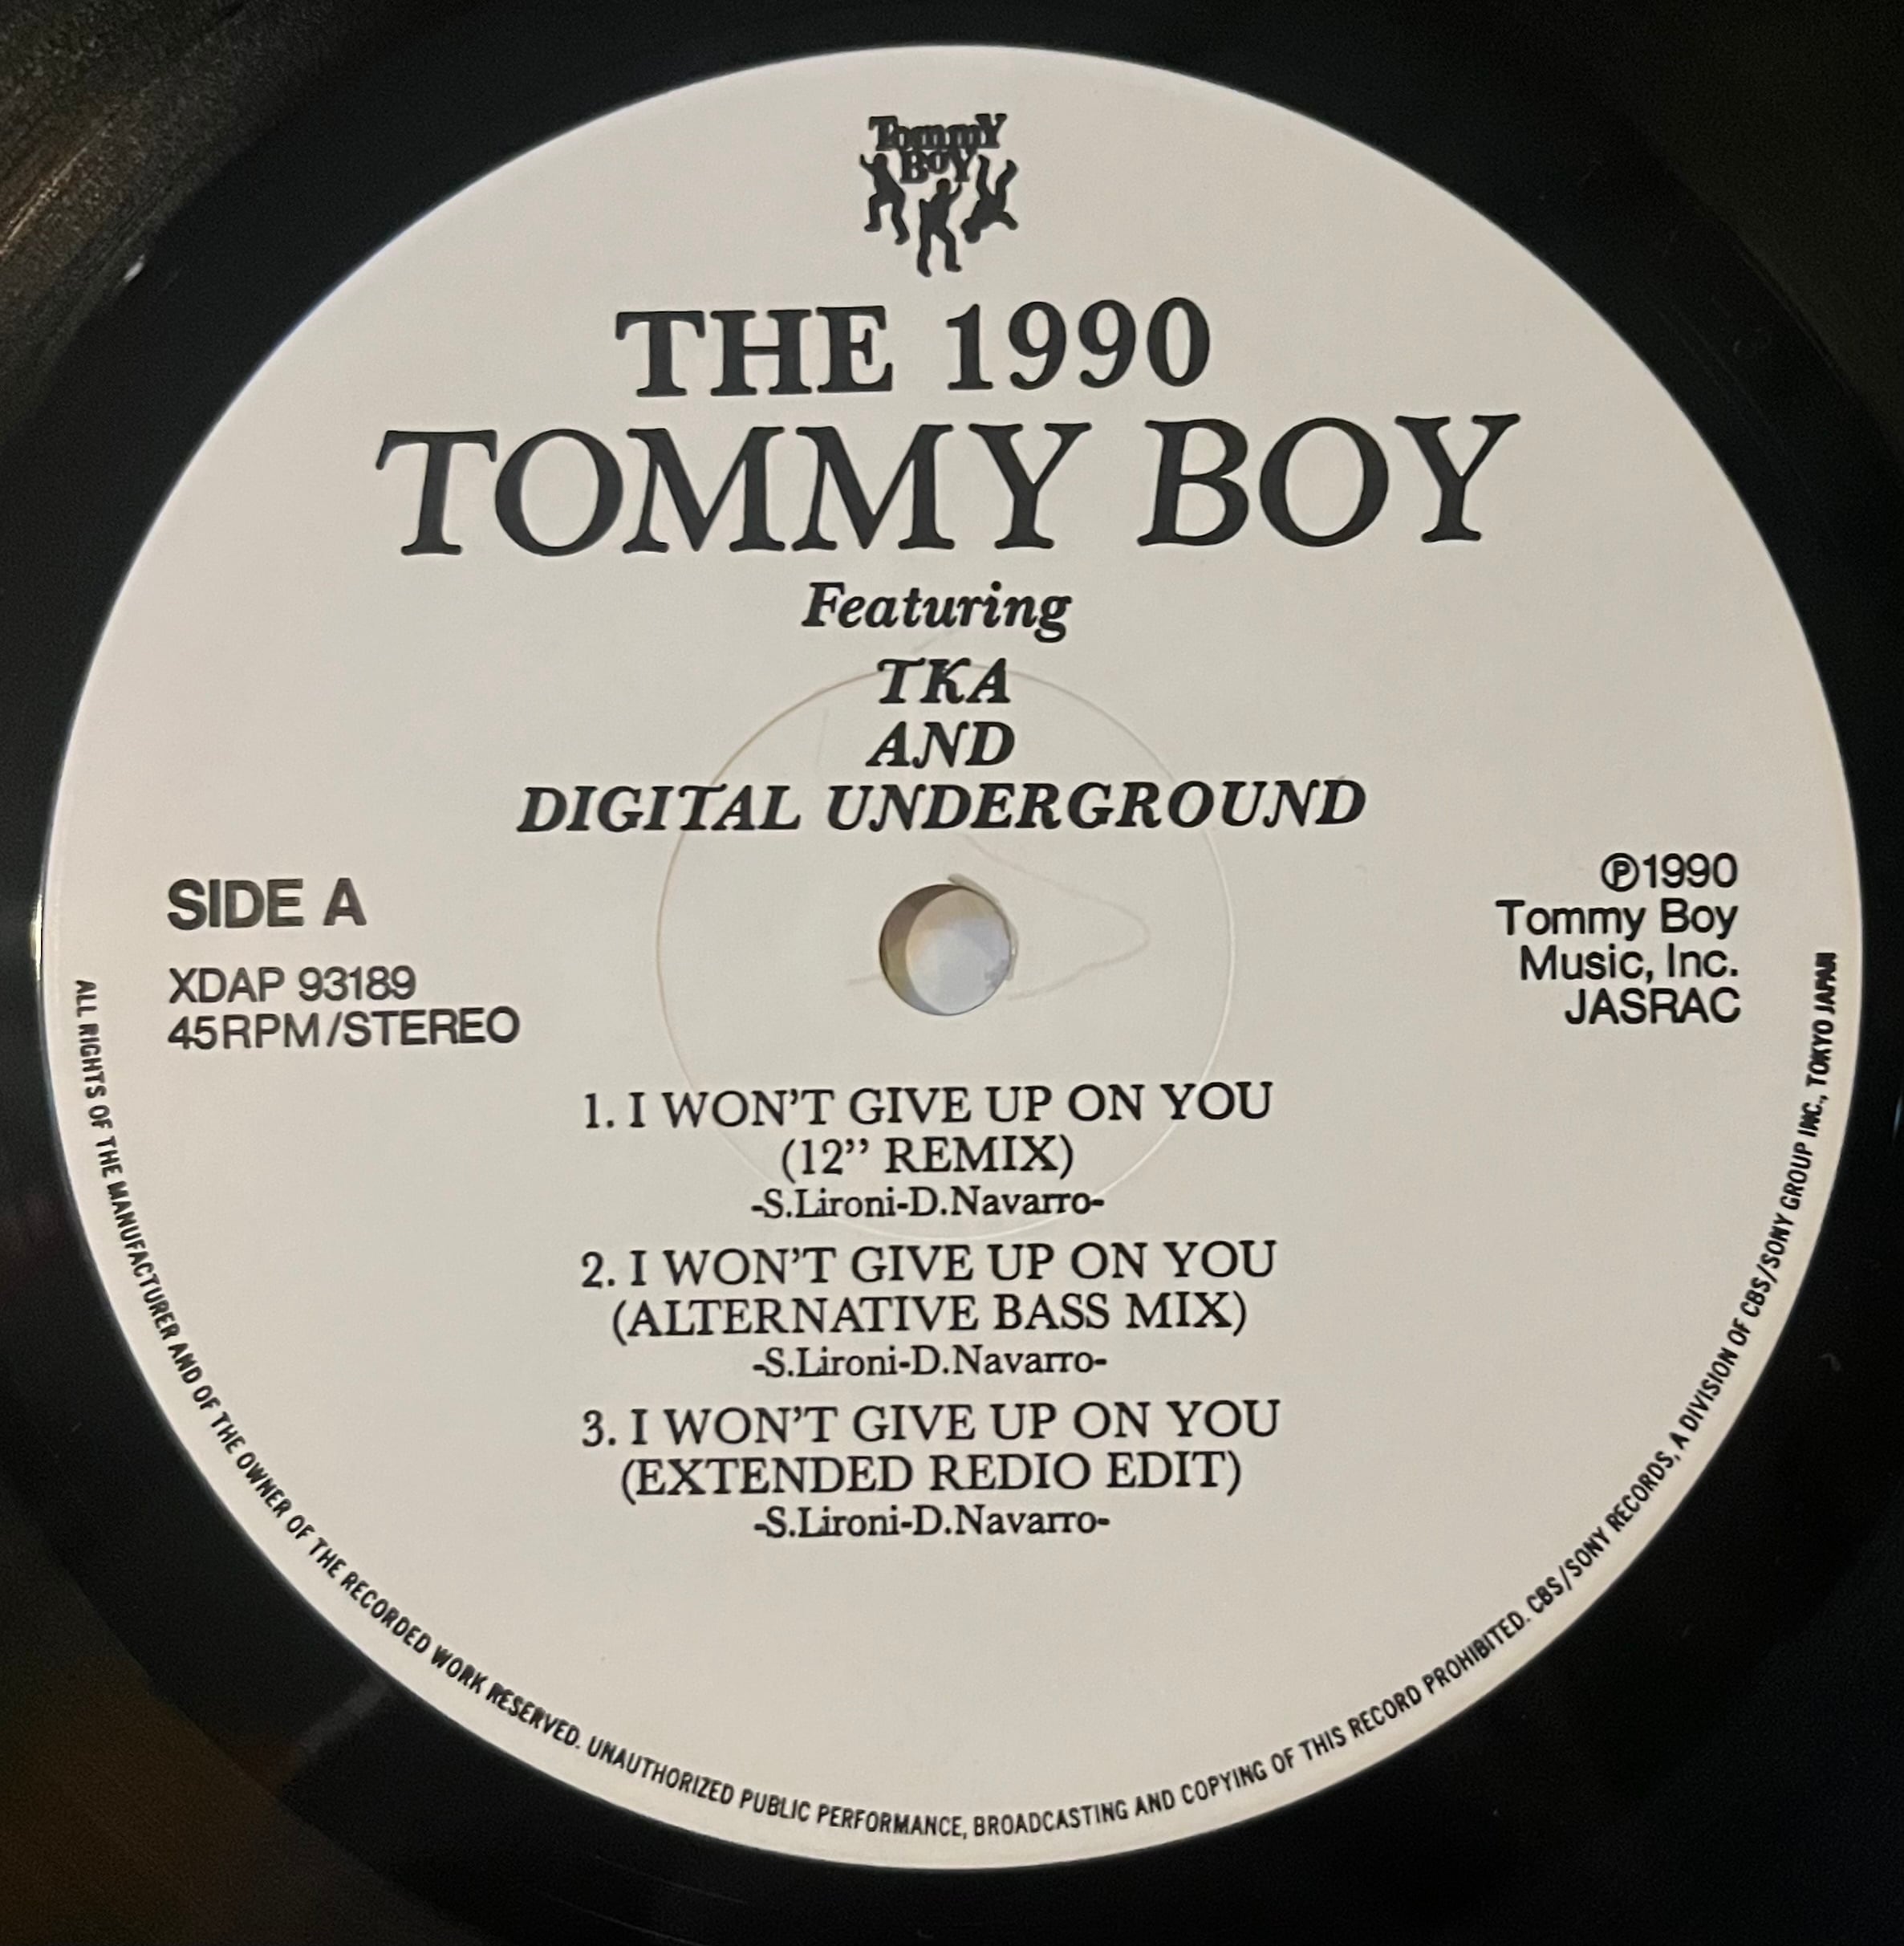 Tommy
Boy
THE 1990
TOMMY BOY
Featuring
TKA
AND
DIGITAL UNDERGROUND
SIDE A
XDAP 93189
45RPM/STEREO
Ⓟ1990
Tommy Boy
Music, Inc.
JASRAC
1. I WON'T GIVE UP ON YOU
(12” REMIX)
-S.Lironi-D.Navarro-
2. I WON'T GIVE UP ON YOU
(ALTERNATIVE BASS MIX)
-S.Lironi-D.Navarro-
3. I WON'T GIVE UP ON YOU
(EXTENDED REDIO EDIT)
-S.Lironi-D.Navarro-
ALL RIGHTS OF THE MANUFACTURER AND OF THE OWNER OF THE RECORDED WORK RESERVED. UNAUTHORIZED PUBLIC PERFORMANCE, BROADCASTING AND COPYING OF THIS RECORD PROHIBITED. CBS/SONY RECORDS, A DIVISION OF CBS/SONY GROUP INC., TOKYO JAPAN